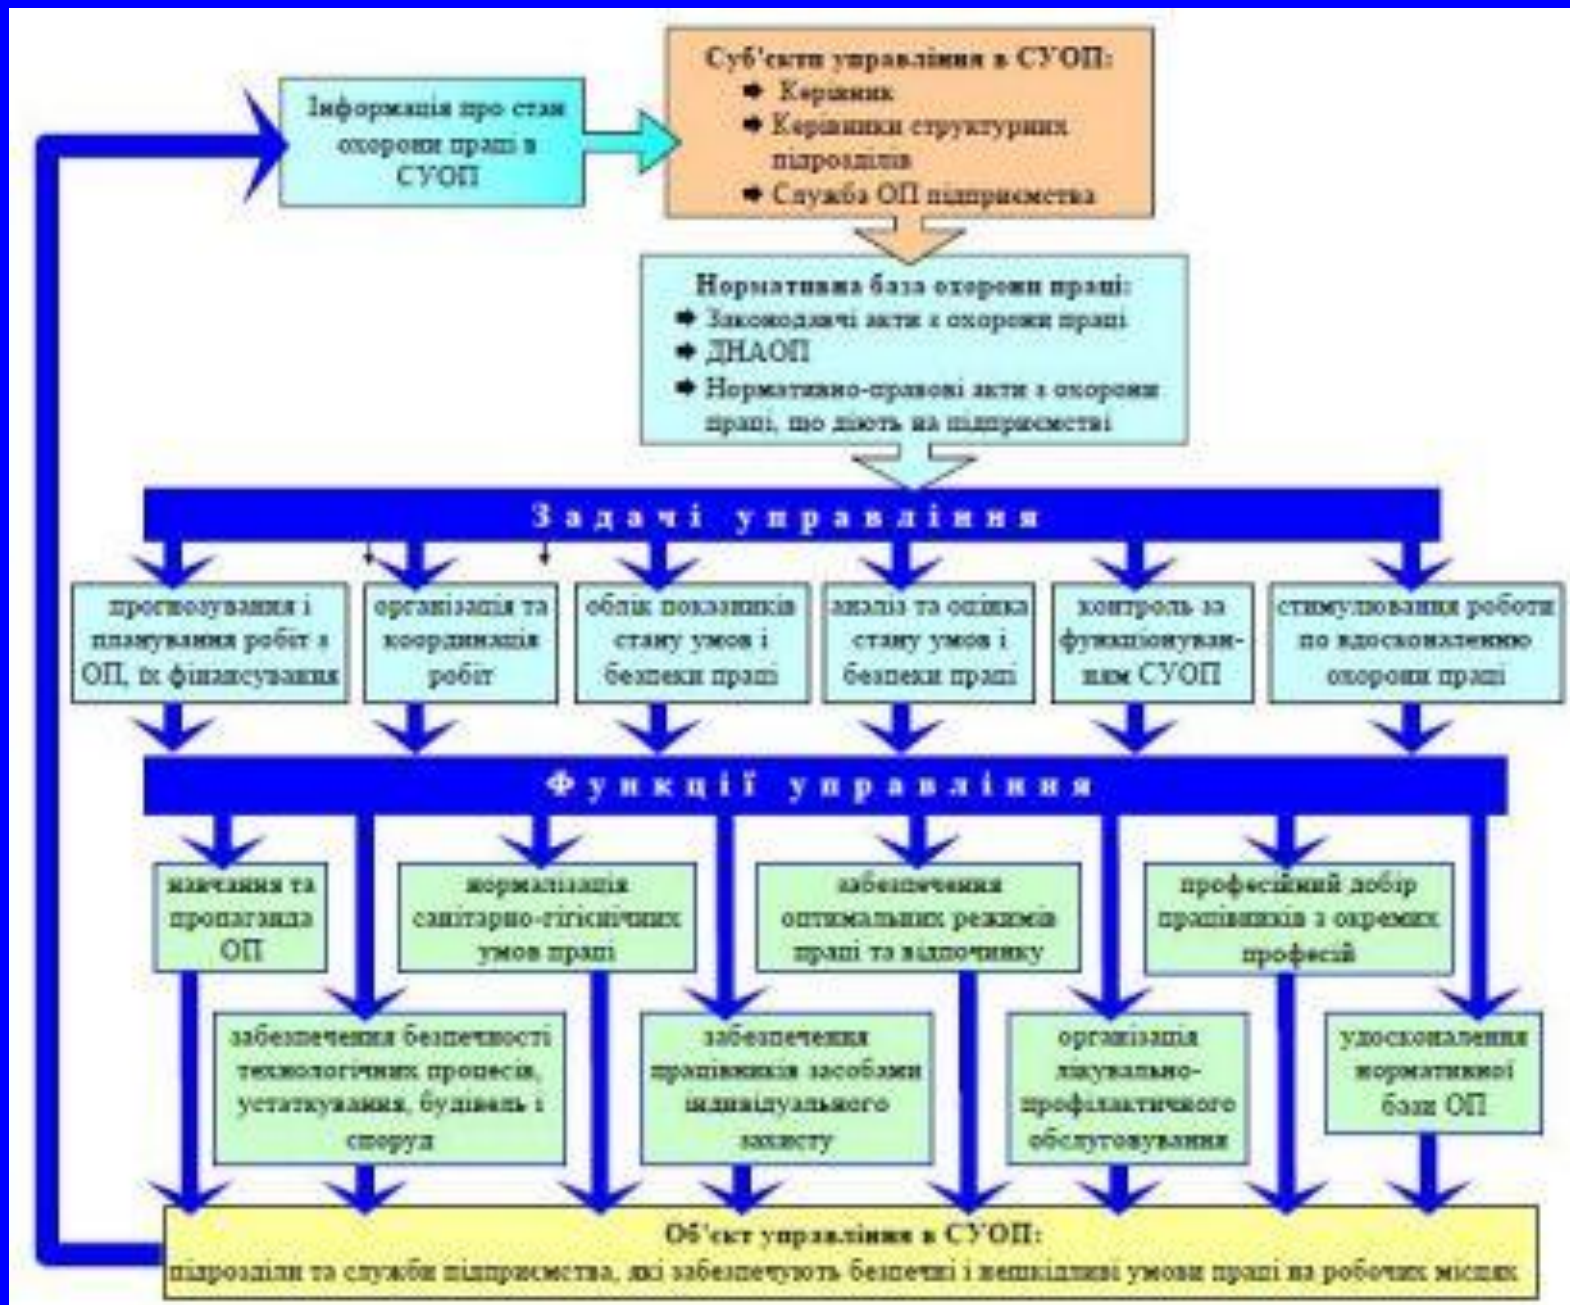 Інформація про стан
охорони праці в
СУОП
Суб'єкти управління в СУОП:
Керівник
Керівники структурних
підрозділів
Служба ОП підприємства
Нормативна база охорони праці:
Законодавчі акти з охорони праці
ДНАОП
Нормативно-правові акти з охорони
праці, що діють на підприємстві
Задачі управління
прогнозування і
планування робіт з
ОП, їх фінансування
організація та
координація
робіт
облік показників
стану умов і
безпеки праці
аналіз та оцінка
стану умов і
безпеки праці
контроль за
функціонуван-
ням СУОП
стимулювання роботи
по вдосконаленню
охорони праці
Функції управління
навчання та
пропаганда
ОП
нормалізація
санітарно-гігієнічних
умов праці
забезпечення
оптимальних режимів
праці та відпочинку
професійний добір
працівників з окремих
професій
забезпечення безпечності
технологічних процесів,
устаткування, будівель і
споруд
забезпечення
працівників засобами
індивідуального
захисту
організація
лікувально-
профілактичного
обслуговування
удосконалення
нормативної
бази ОП
Об'єкт управління в СУОП:
підрозділи та служби підприємства, які забезпечують безпечні і нешкідливі умови праці на робочих місцях